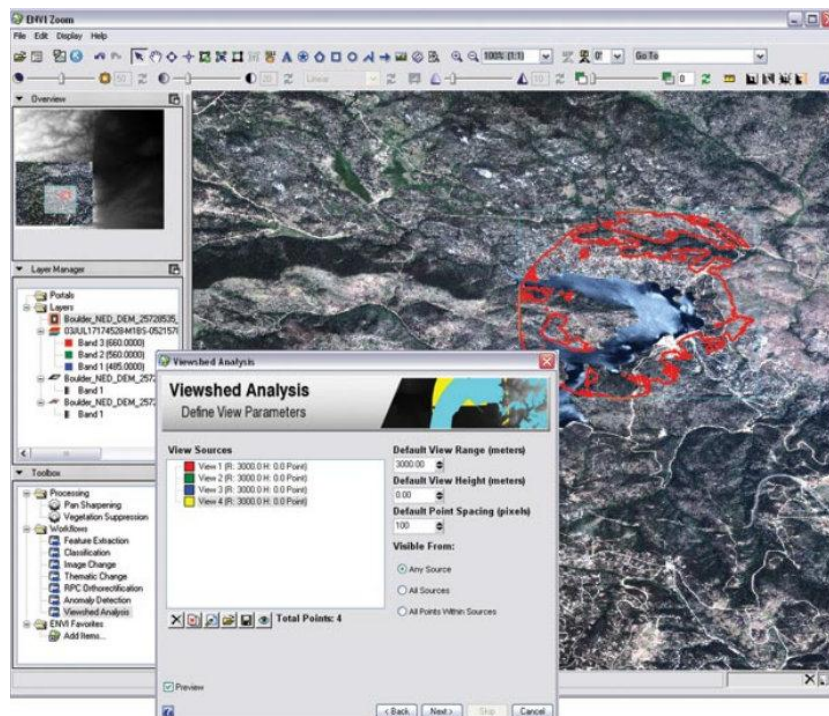 ENVI Zoom
File Edit Display Help
50
20
Linear
100% (1:1)
0°
Go To
10
0
Overview
Layer Manager
Portals
Layers
Boulder_NED_DEM_25728535_
Band 3 (660.0000)
Band 2 (560.0000)
Band 1 (485.0000)
Boulder_NED_DEM_2572
Band 1
Boulder_NED_DEM_2572
Band 1
Toolbox
Processing
Pan Sharpening
Vegetation Suppression
Workflows
Feature Extraction
Classification
Image Change
Thematic Change
RPC Orthorectification
Anomaly Detection
Viewshed Analysis
ENVI Favorites
Add Items...
Viewshed Analysis
Viewshed Analysis
Define View Parameters
View Sources
View 1 (R: 3000.0 H: 0.0 Point)
View 2 (R: 3000.0 H: 0.0 Point)
View 3 (R: 3000.0 H: 0.0 Point)
View 4 (R: 3000.0 H: 0.0 Point)
Total Points: 4
Default View Range (meters)
3000.00
Default View Height (meters)
0.00
Default Point Spacing (pixels)
100
Visible From:
Any Source
All Sources
All Points Within Sources
Preview
< Back Next > Skip Cancel